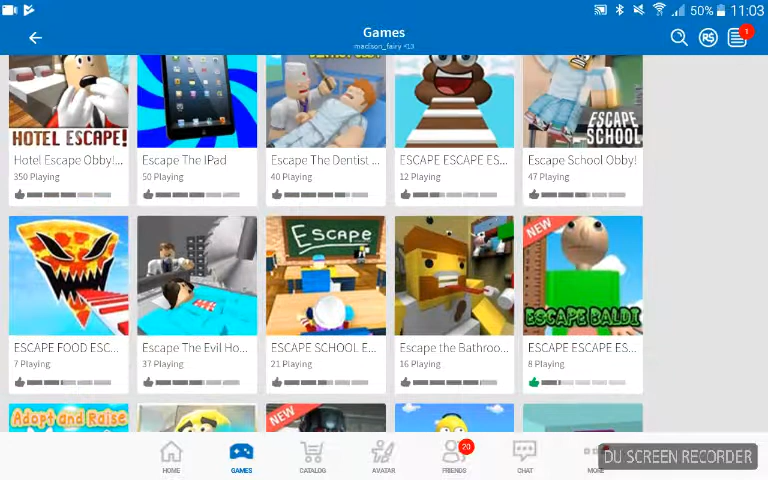 50% 11:03
Games
madison_fairy <13
1
HOTEL ESCAPE!
DENTIST OBBY
ESCAPE
SCHOOL
Hotel Escape Obby!...
Escape The IPad
Escape The Dentist ...
ESCAPE ESCAPE ES...
Escape School Obby!
350 Playing
50 Playing
40 Playing
12 Playing
47 Playing
ESCAPE
NEW
ESCAPE BALDI
ESCAPE FOOD ESC...
Escape The Evil Ho...
ESCAPE SCHOOL E...
Escape the Bathroo...
ESCAPE ESCAPE ES...
7 Playing
37 Playing
21 Playing
16 Playing
8 Playing
Adopt and Raise
NEW
20
HOME
GAMES
CATALOG
AVATAR
FRIENDS
CHAT
MORE
DU SCREEN RECORDER